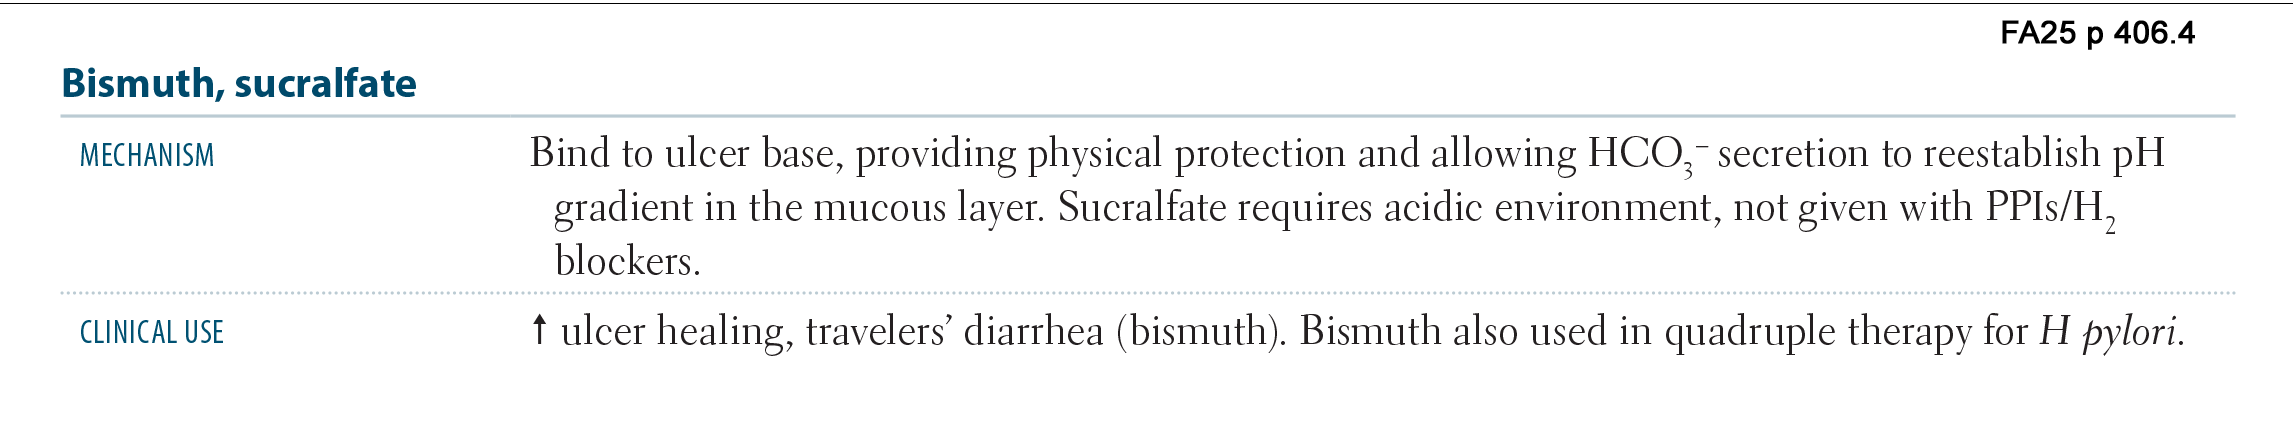 FA25 p 406.4
Bismuth, sucralfate
MECHANISM
Bind to ulcer base, providing physical protection and allowing HCO₃⁻ secretion to reestablish pH
gradient in the mucous layer. Sucralfate requires acidic environment, not given with PPIs/H₂
blockers.
CLINICAL USE
↑ ulcer healing, travelers’ diarrhea (bismuth). Bismuth also used in quadruple therapy for H pylori.